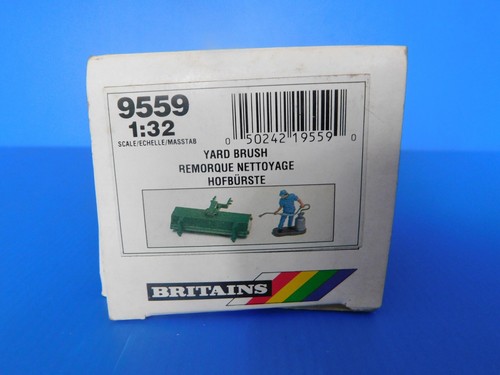 9559
1:32
SCALE/ECHELLE/MASSTAB
0 50242 19559 0
YARD BRUSH
REMORQUE NETTOYAGE
HOFBÜRSTE
BRITAINS